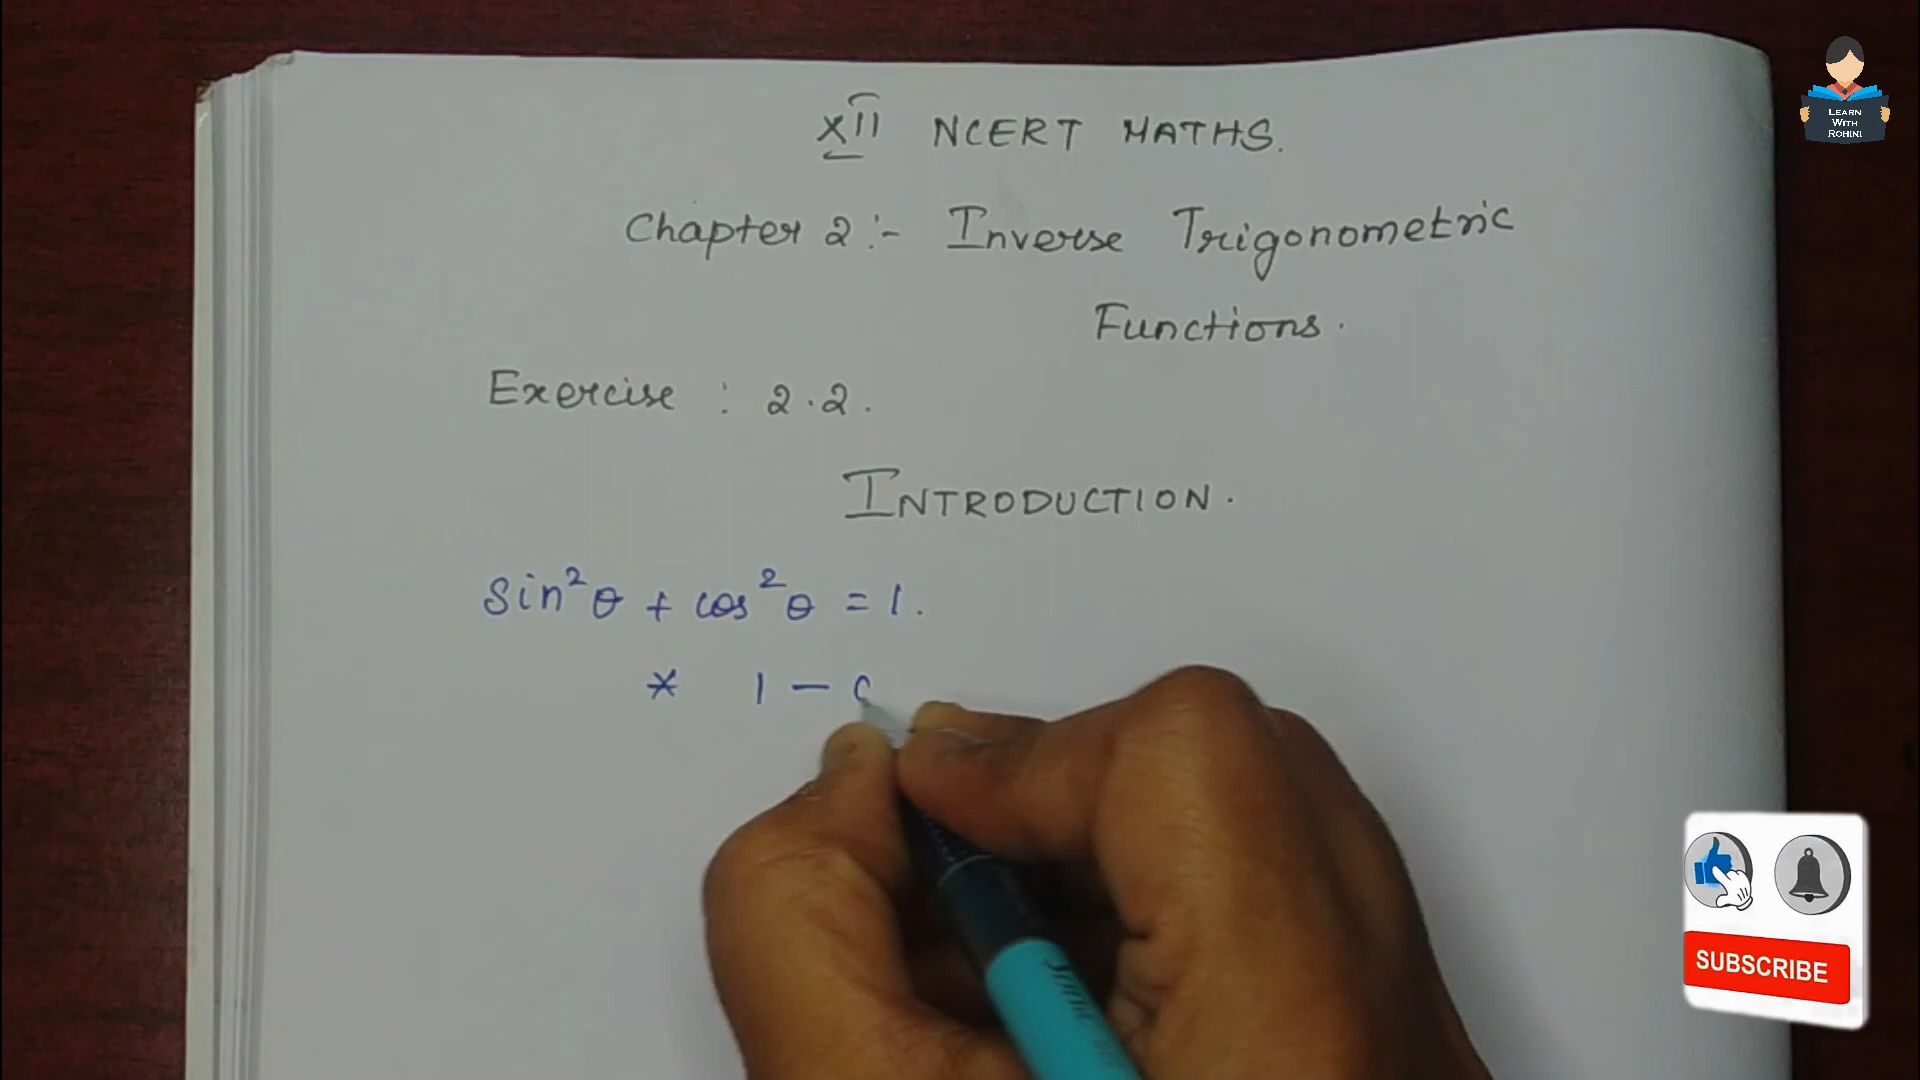 XII NCERT MATHS.
Chapter 2 :- Inverse Trigonometric
Functions.
Exercise : 2.2.
INTRODUCTION.
Sin²θ + cos²θ = 1.
* 1 – c
LEARN
WITH
ROHINI
SUBSCRIBE